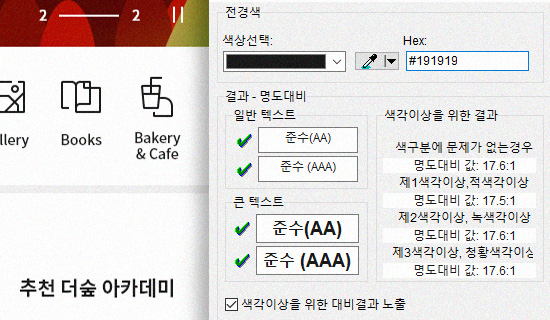 2 2
llery
Books
Bakery
& Cafe
추천 더숲 아카데미
전경색
색상선택:
Hex:
#191919
결과 - 명도대비
일반 텍스트
준수(AA)
준수 (AAA)
큰 텍스트
준수(AA)
준수 (AAA)
색각이상을 위한 결과
색구분에 문제가 없는경우
명도대비 값: 17.6:1
제1색각이상,적색각이상
명도대비 값: 17.5:1
제2색각이상, 녹색각이상
명도대비 값: 17.6:1
제3색각이상, 청황색각이상
명도대비 값: 17.6:1
색각이상을 위한 대비결과 노출